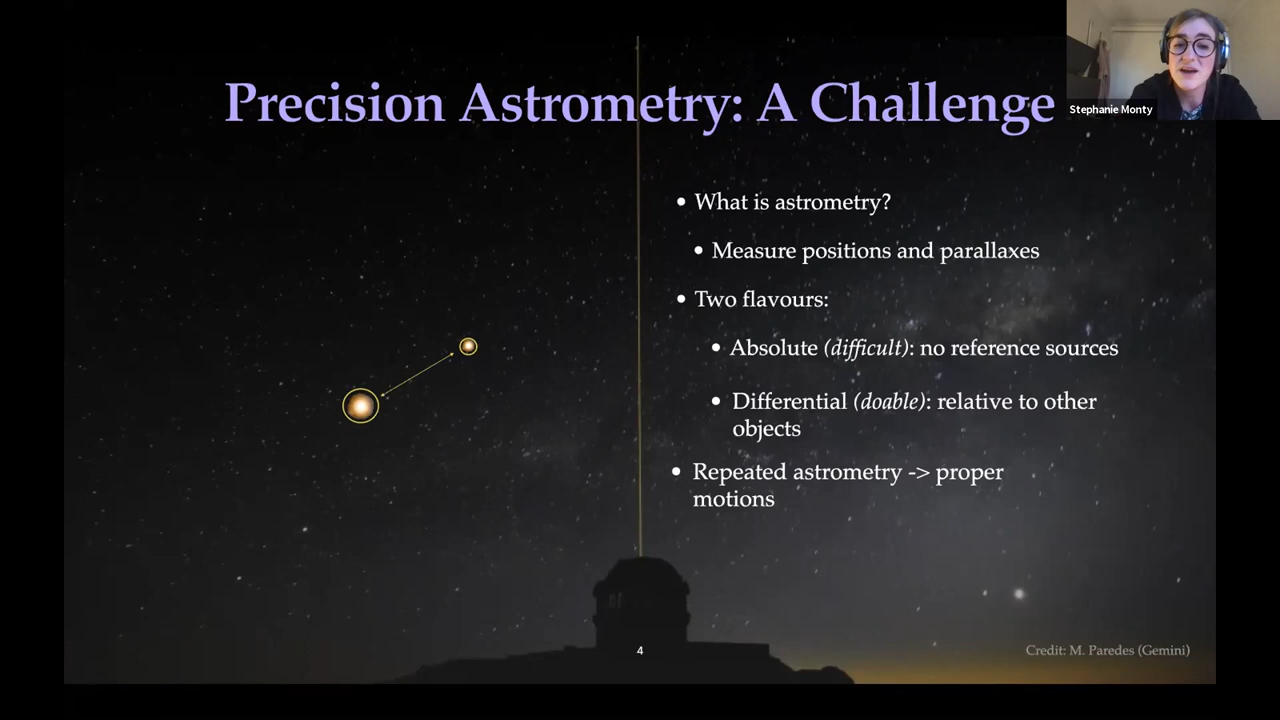 Precision Astrometry: A Challenge
Stephanie Monty
• What is astrometry?
• Measure positions and parallaxes
• Two flavours:
• Absolute (difficult): no reference sources
• Differential (doable): relative to other
objects
• Repeated astrometry -> proper
motions
4
Credit: M. Paredes (Gemini)